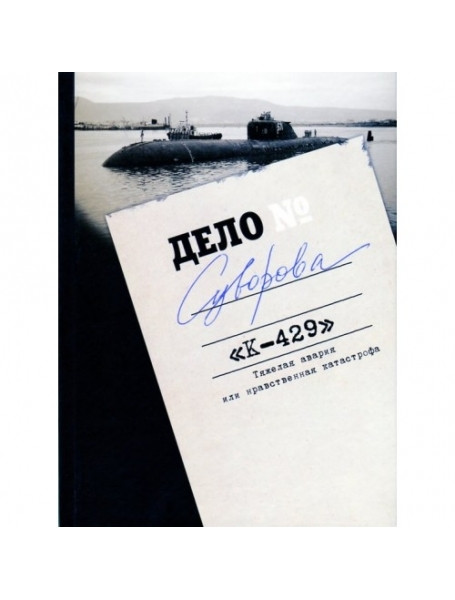 ДЕЛО №
Суворова
«К-429»
Тяжелая авария
или нравственная катастрофа